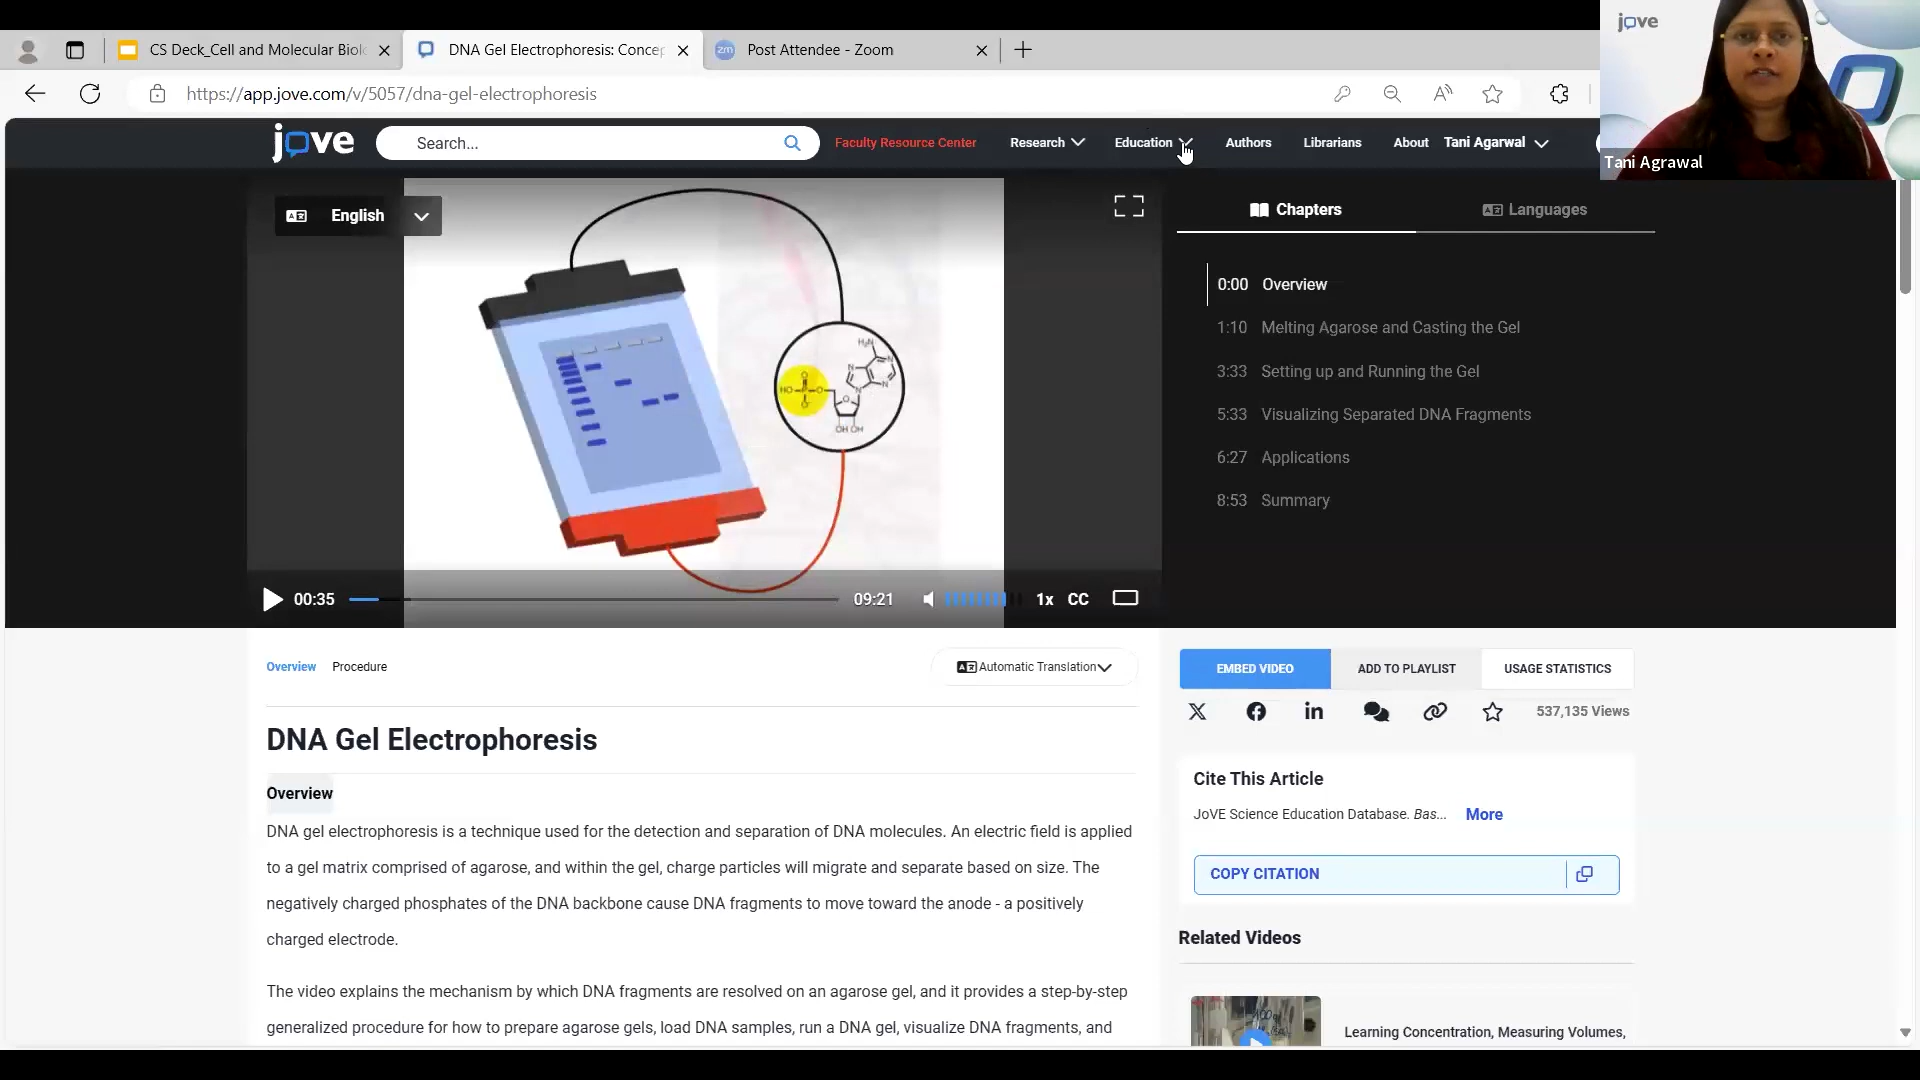 CS Deck_Cell and Molecular Biolo
DNA Gel Electrophoresis: Concep
zm Post Attendee - Zoom
https://app.jove.com/v/5057/dna-gel-electrophoresis
jove
Tani Agrawal
jove
Search...
Faculty Resource Center
Research
Education
Authors
Librarians
About
Tani Agarwal
English
H₂N
N
N
N
N
HO
O
P
O
O⁻
O
OH OH
00:35
09:21
1x
CC
Chapters
Languages
0:00 Overview
1:10 Melting Agarose and Casting the Gel
3:33 Setting up and Running the Gel
5:33 Visualizing Separated DNA Fragments
6:27 Applications
8:53 Summary
Overview
Procedure
Automatic Translation
DNA Gel Electrophoresis
Overview
DNA gel electrophoresis is a technique used for the detection and separation of DNA molecules. An electric field is applied
to a gel matrix comprised of agarose, and within the gel, charge particles will migrate and separate based on size. The
negatively charged phosphates of the DNA backbone cause DNA fragments to move toward the anode - a positively
charged electrode.
The video explains the mechanism by which DNA fragments are resolved on an agarose gel, and it provides a step-by-step
generalized procedure for how to prepare agarose gels, load DNA samples, run a DNA gel, visualize DNA fragments, and
EMBED VIDEO
ADD TO PLAYLIST
USAGE STATISTICS
537,135 Views
Cite This Article
JoVE Science Education Database. Bas...
More
COPY CITATION
Related Videos
Learning Concentration, Measuring Volumes,